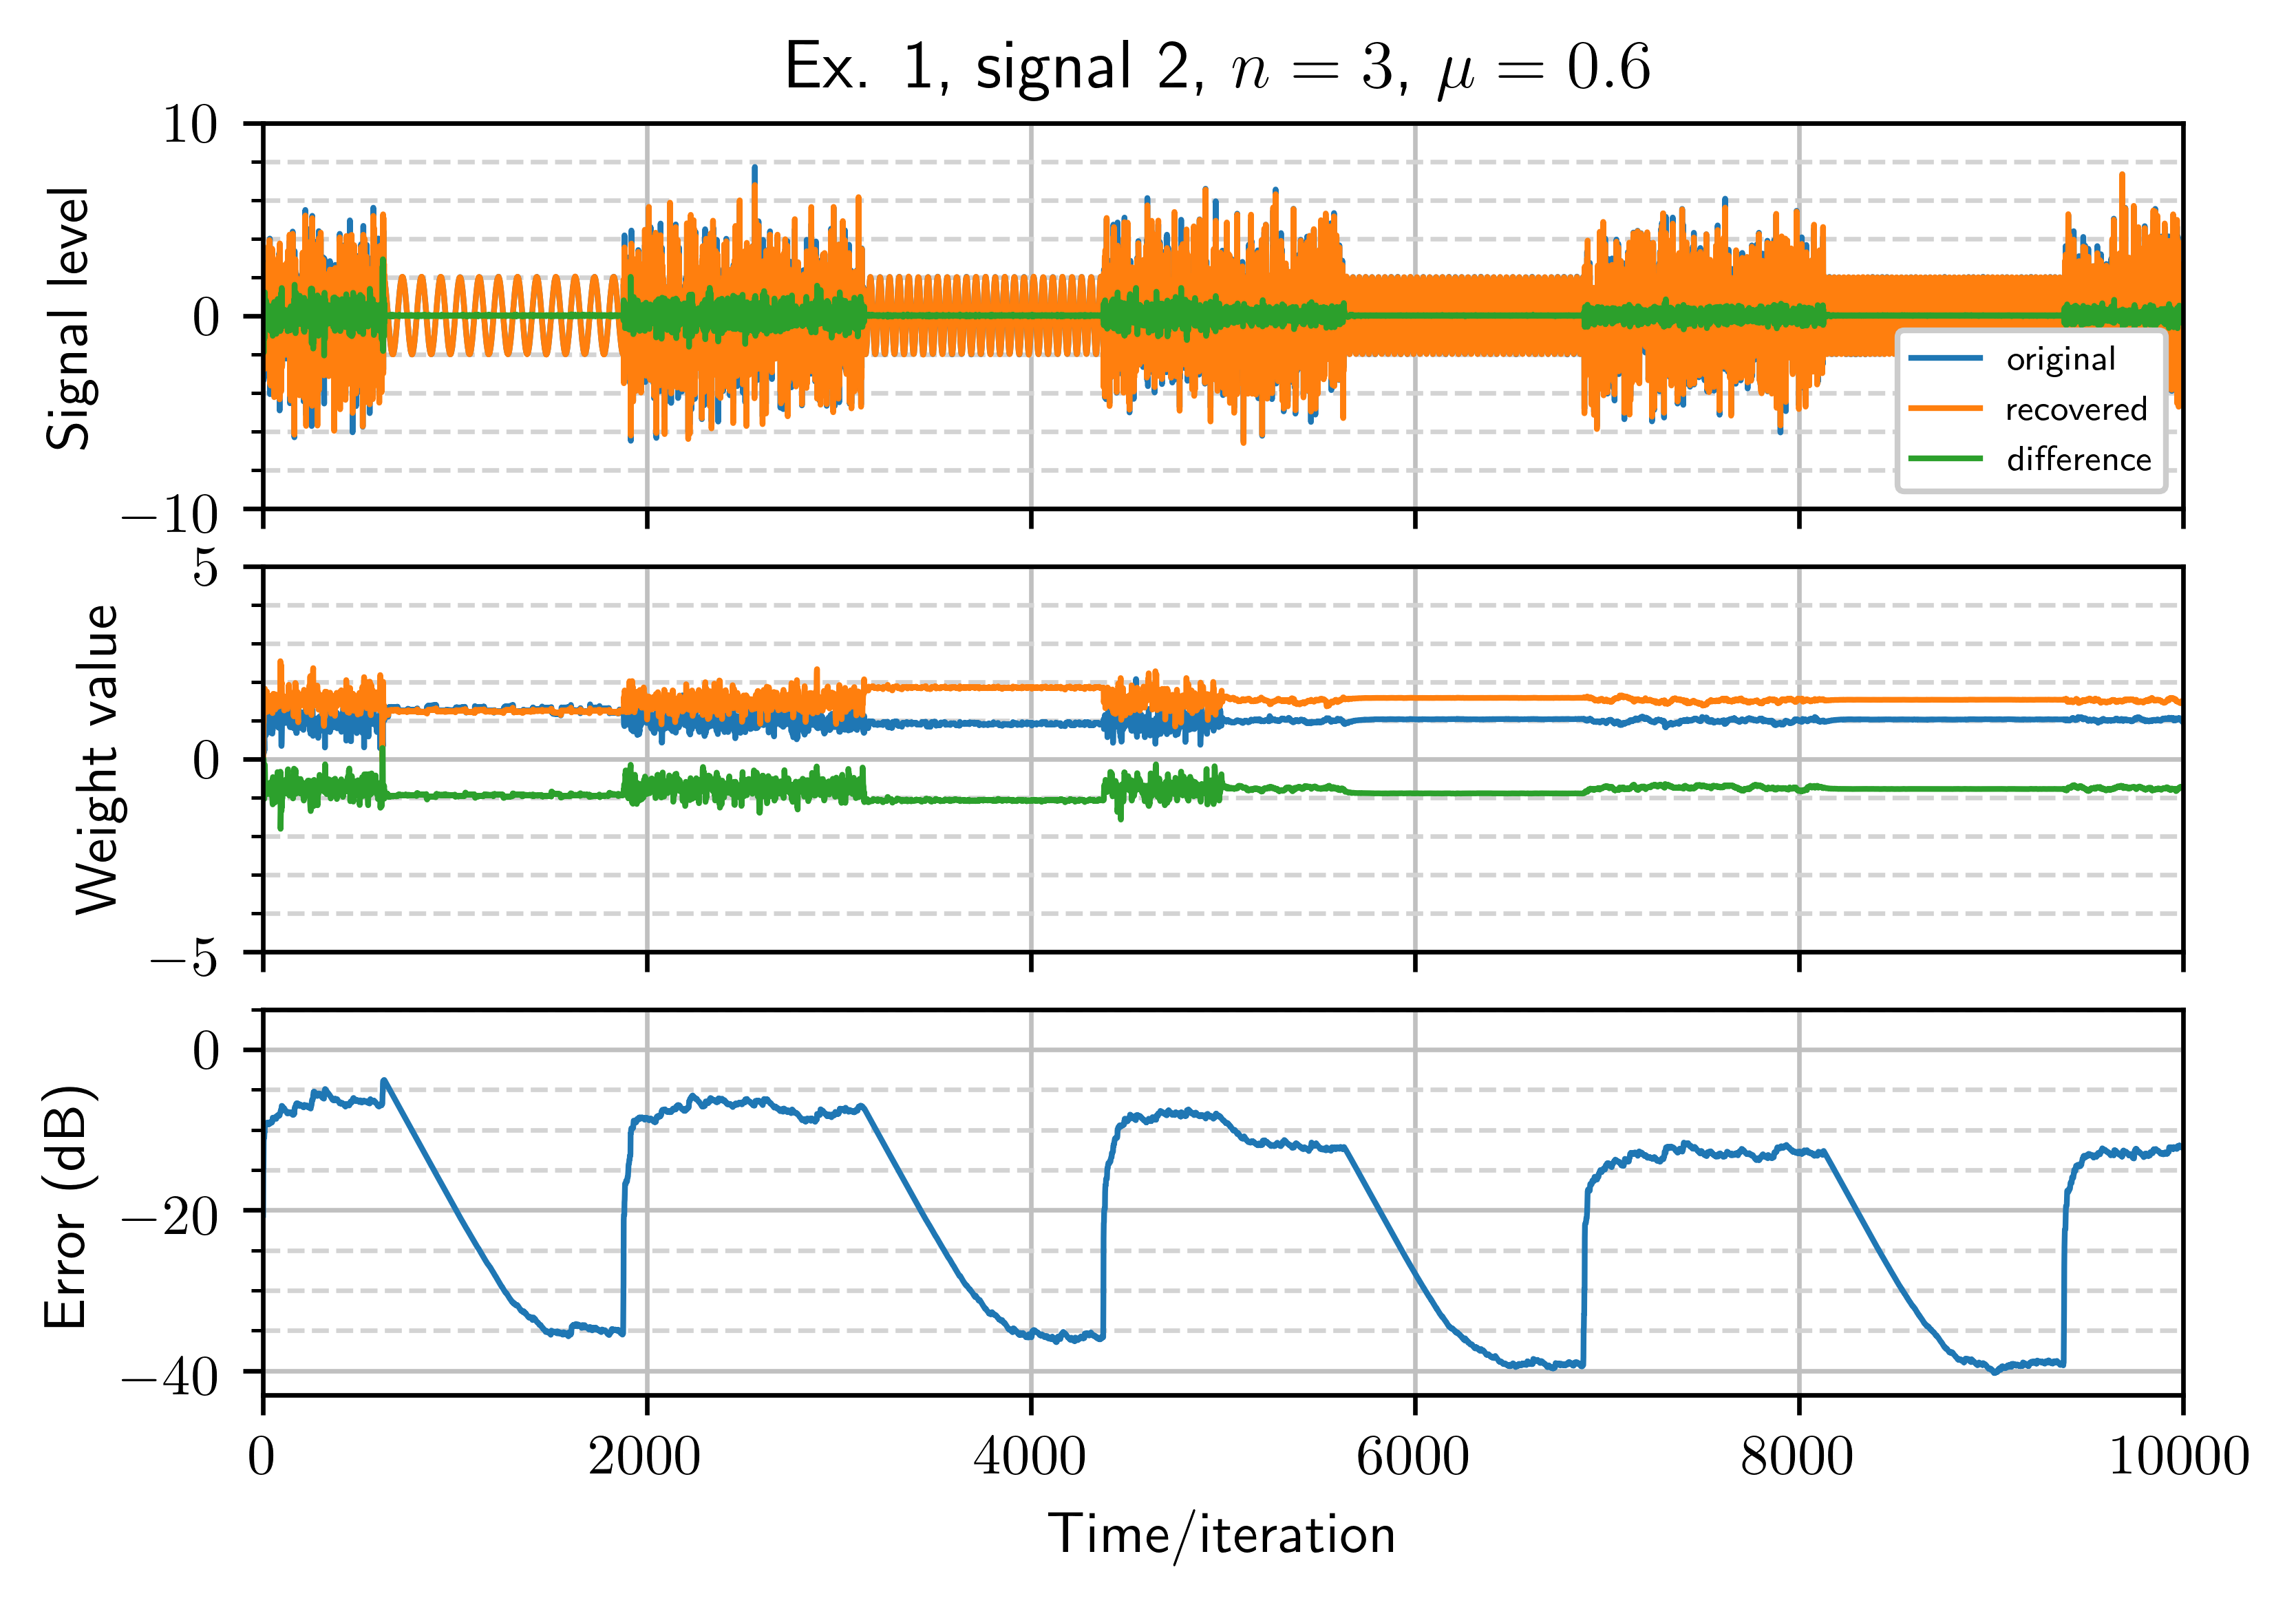 Ex. 1, signal 2, n = 3, μ = 0.6
10
0
−10
Signal level
original
recovered
difference
5
0
−5
Weight value
0
−20
−40
Error (dB)
0 2000 4000 6000 8000 10000
Time/iteration